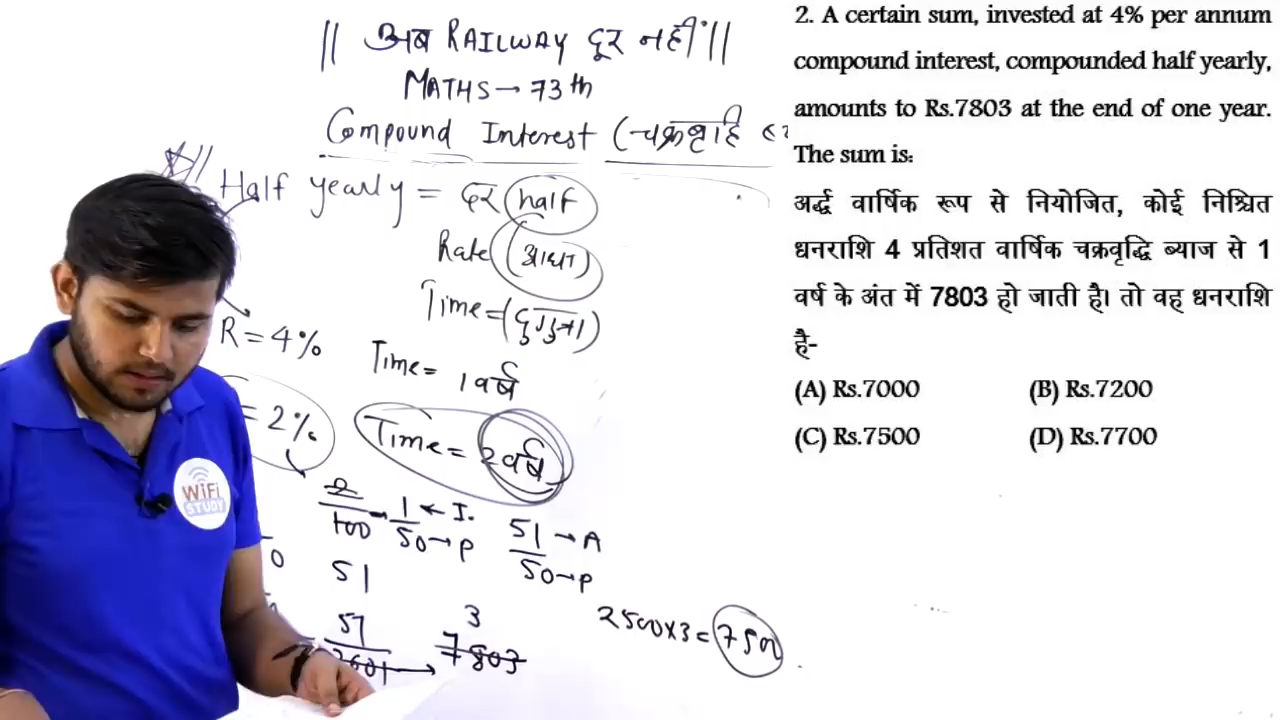 || अब RAILWAY दूर नहीं ||
MATHS → 73th
Compound Interest (चक्रवृद्धि
Half yearly = दर half
Rate (आधा)
Time = (दुगुना)
R = 4%
Time = 1 वर्ष
= 2%
Time = 2 वर्ष
2/100 = 1/50 ← I. → P
51/50 → A → P
51
51
2601 → 7803
3
2500×3 = 7500
WiFi
STUDY
2. A certain sum, invested at 4% per annum
compound interest, compounded half yearly,
amounts to Rs.7803 at the end of one year.
The sum is:
अर्द्ध वार्षिक रूप से नियोजित, कोई निश्चित
धनराशि 4 प्रतिशत वार्षिक चक्रवृद्धि ब्याज से 1
वर्ष के अंत में 7803 हो जाती है। तो वह धनराशि
है-
(A) Rs.7000 (B) Rs.7200
(C) Rs.7500 (D) Rs.7700